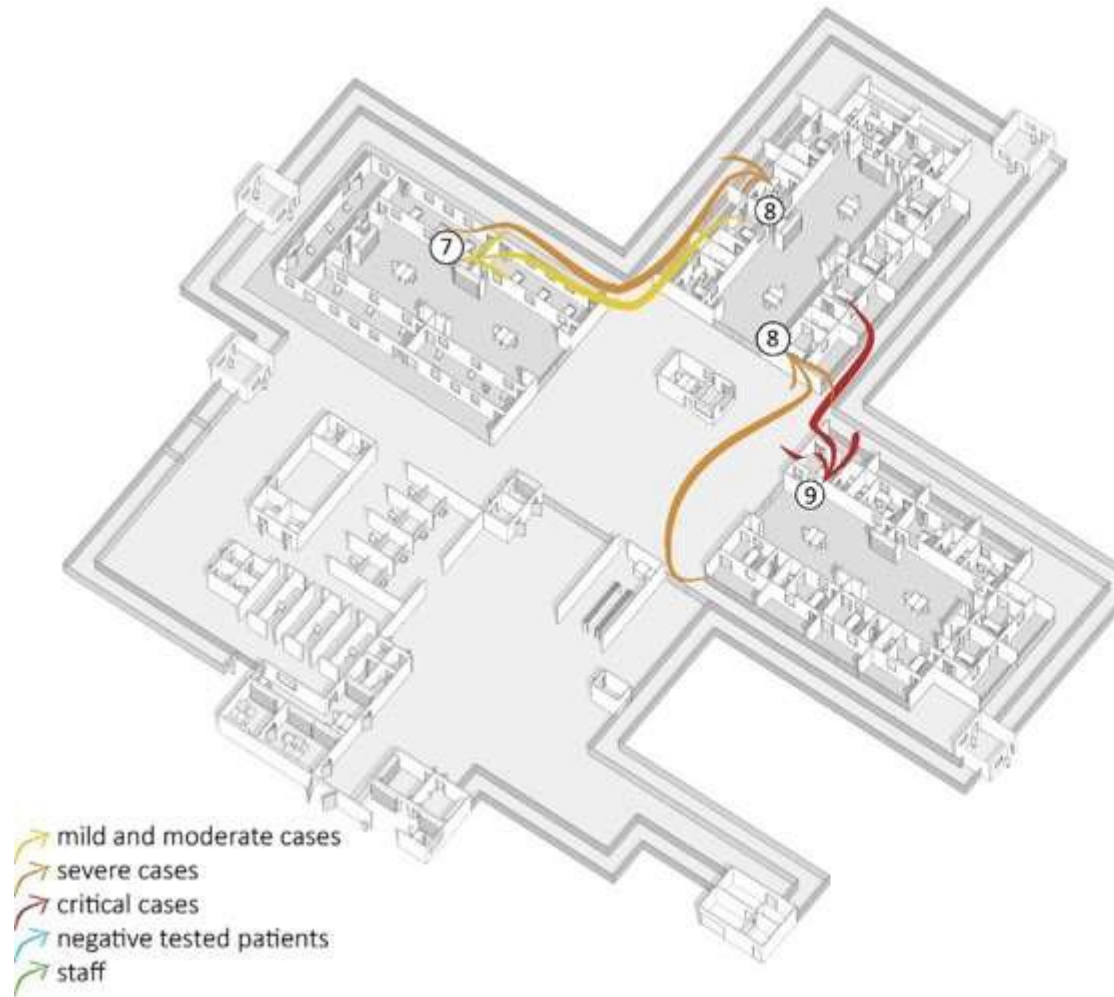 8
7
8
9
mild and moderate cases
severe cases
critical cases
negative tested patients
staff